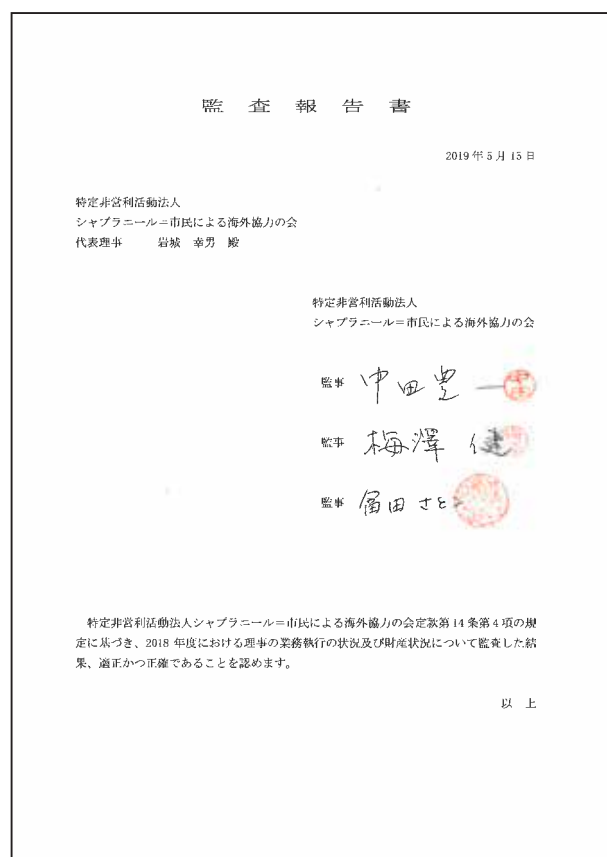 監査報告書
2019年5月15日
特定非営利活動法人
シャプラニール=市民による海外協力の会
代表理事 岩城 幸男 殿
特定非営利活動法人
シャプラニール=市民による海外協力の会
監事 中田豊一
監事 梅澤 健
監事 冨田 さと
特定非営利活動法人シャプラニール=市民による海外協力の会定款第14条第4項の規
定に基づき、2018年度における理事の業務執行の状況及び財産状況について監査した結
果、適正かつ正確であることを認めます。
以 上